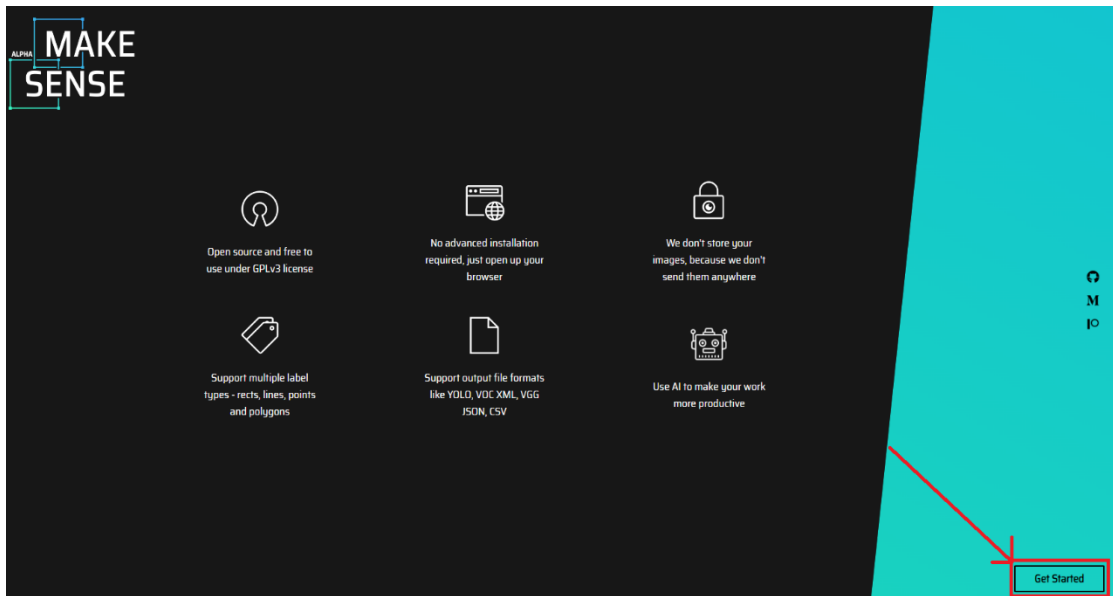 ALPHA MAKE
SENSE
Open source and free to
use under GPLv3 license
No advanced installation
required, just open up your
browser
We don't store your
images, because we don't
send them anywhere
Support multiple label
types - rects, lines, points
and polygons
Support output file formats
like YOLO, VOC XML, VGG
JSON, CSV
Use AI to make your work
more productive
M
Get Started